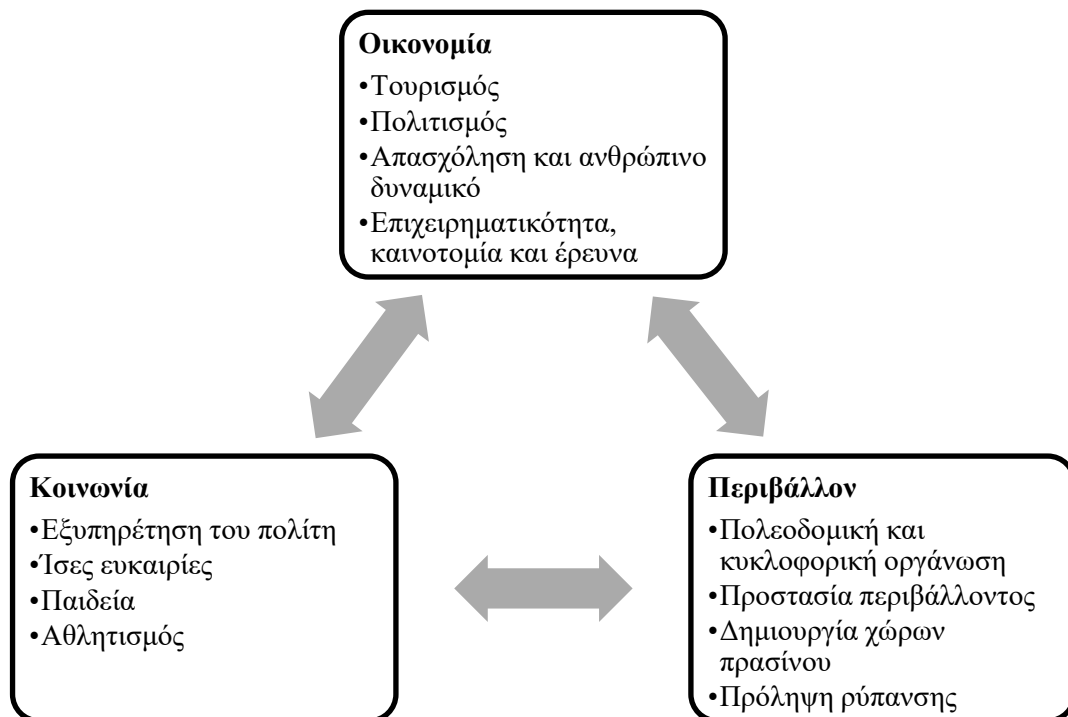 Οικονομία
•Τουρισμός
•Πολιτισμός
•Απασχόληση και ανθρώπινο
δυναμικό
•Επιχειρηματικότητα,
καινοτομία και έρευνα
Κοινωνία
•Εξυπηρέτηση του πολίτη
•Ίσες ευκαιρίες
•Παιδεία
•Αθλητισμός
Περιβάλλον
•Πολεοδομική και
κυκλοφορική οργάνωση
•Προστασία περιβάλλοντος
•Δημιουργία χώρων
πρασίνου
•Πρόληψη ρύπανσης